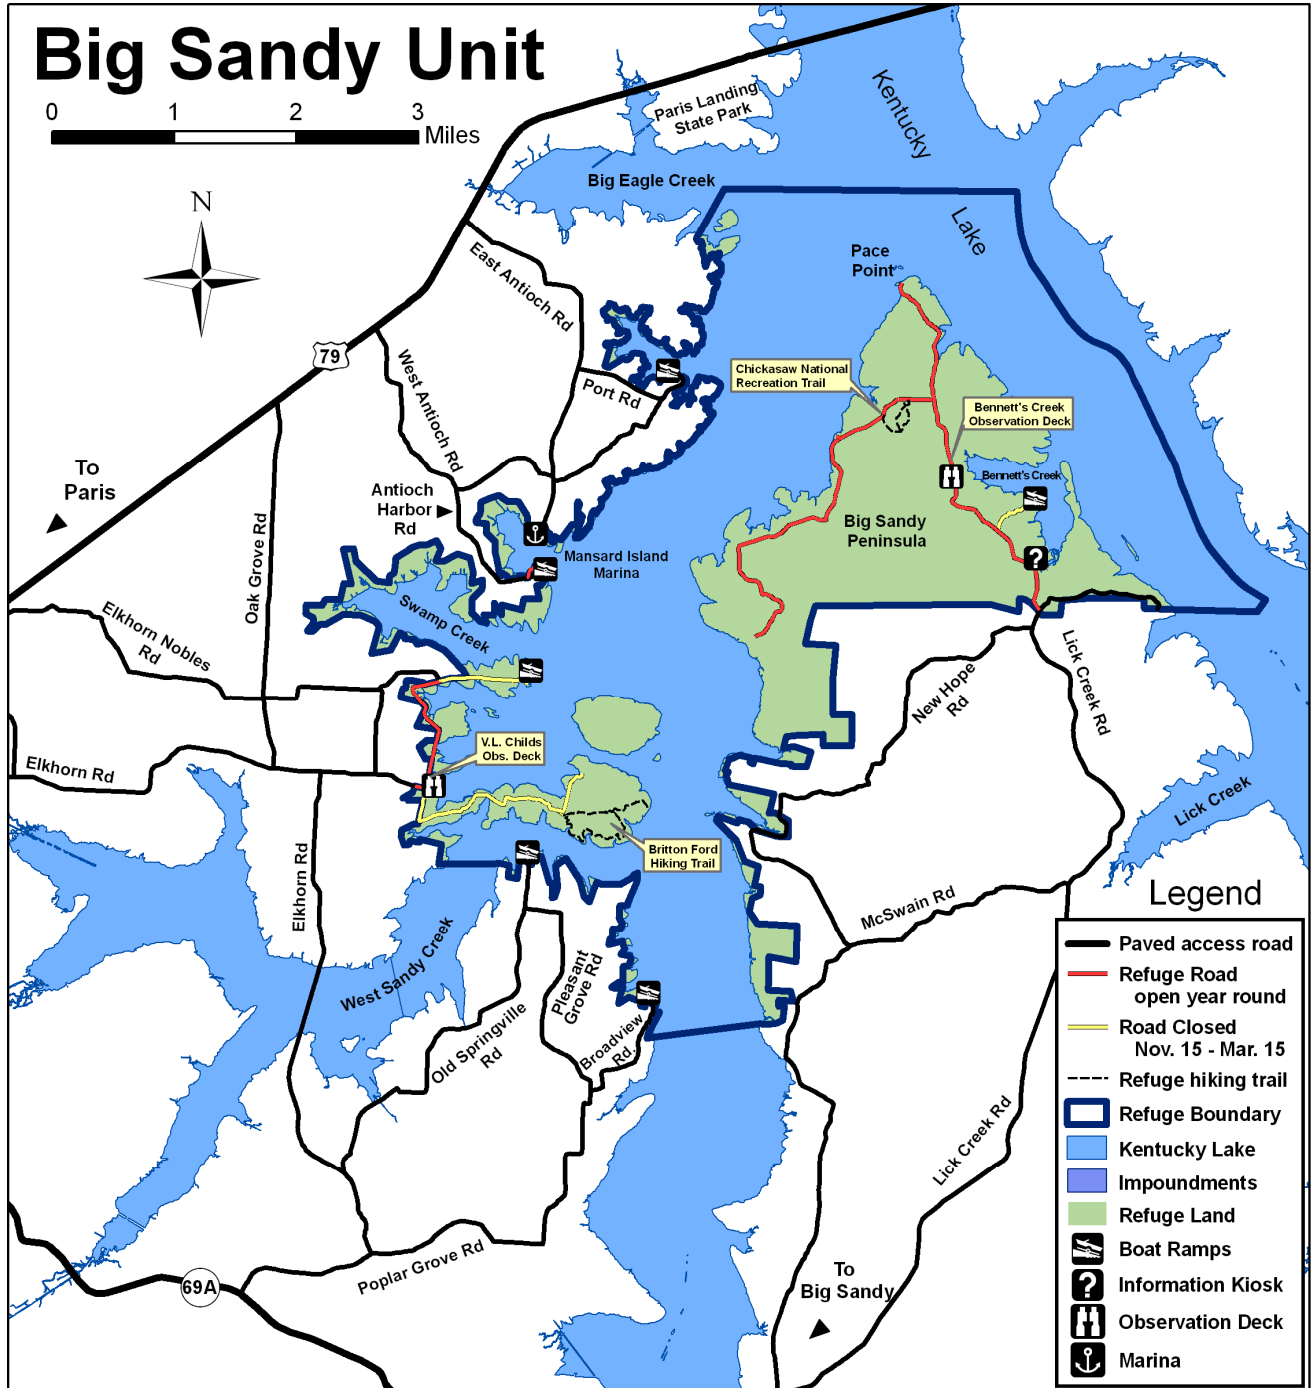 Big Sandy Unit
0 1 2 3
Miles
N
Paris Landing
State Park
Kentucky
Lake
Big Eagle Creek
Pace
Point
East Antioch Rd
79
West Antioch Rd
Port Rd
Chickasaw National
Recreation Trail
Bennett's Creek
Observation Deck
Bennett's Creek
To
Paris
Antioch
Harbor
Rd
Oak Grove Rd
Big Sandy
Peninsula
Mansard Island
Marina
?
Swamp Creek
Elkhorn Nobles
Rd
Lick Creek Rd
New Hope
Rd
V.L. Childs
Obs. Deck
Elkhorn Rd
Lick Creek
Britton Ford
Hiking Trail
Elkhorn Rd
McSwain Rd
West Sandy Creek
Pleasant
Grove Rd
Old Springville
Rd
Broadview
Rd.
Lick Creek Rd
Poplar Grove Rd
69A
To
Big Sandy
Legend
Paved access road
Refuge Road
open year round
Road Closed
Nov. 15 - Mar. 15
Refuge hiking trail
Refuge Boundary
Kentucky Lake
Impoundments
Refuge Land
Boat Ramps
? Information Kiosk
Observation Deck
Marina